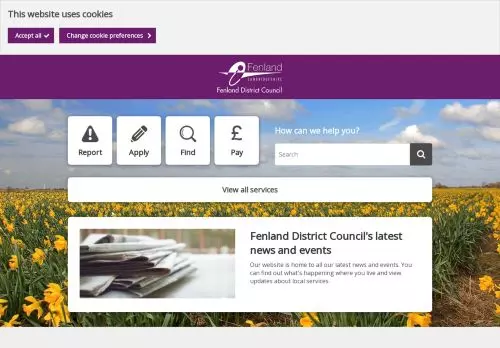 This website uses cookies
Accept all
Change cookie preferences
Fenland
CAMBRIDGESHIRE
Fenland District Council
Report
Apply
Find
£
Pay
How can we help you?
Search
View all services
Fenland District Council's latest
news and events
Our website is home to all our latest news and events. You
can find out what's happening where you live and view
updates about local services.